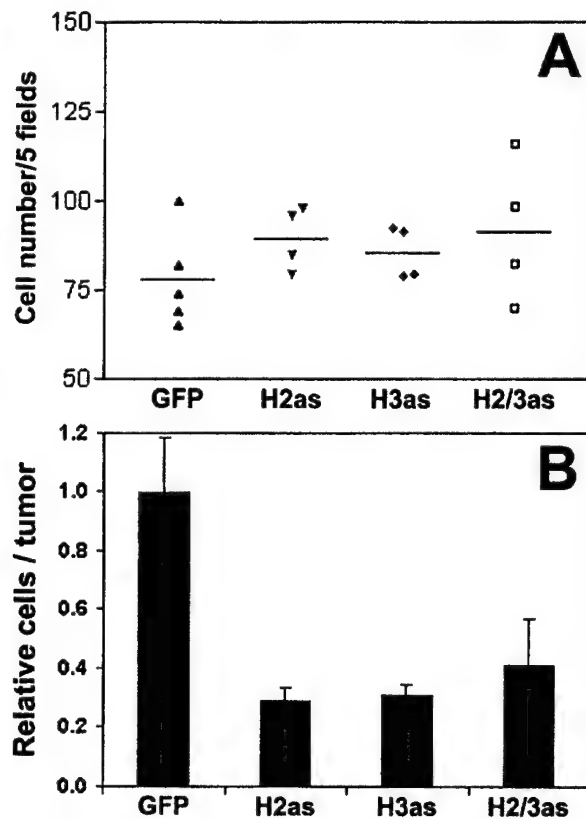 A
Cell number/5 fields
150
125
100
75
50
GFP H2as H3as H2/3as
B
Relative cells / tumor
1.2
1.0
0.8
0.6
0.4
0.2
0.0
GFP H2as H3as H2/3as